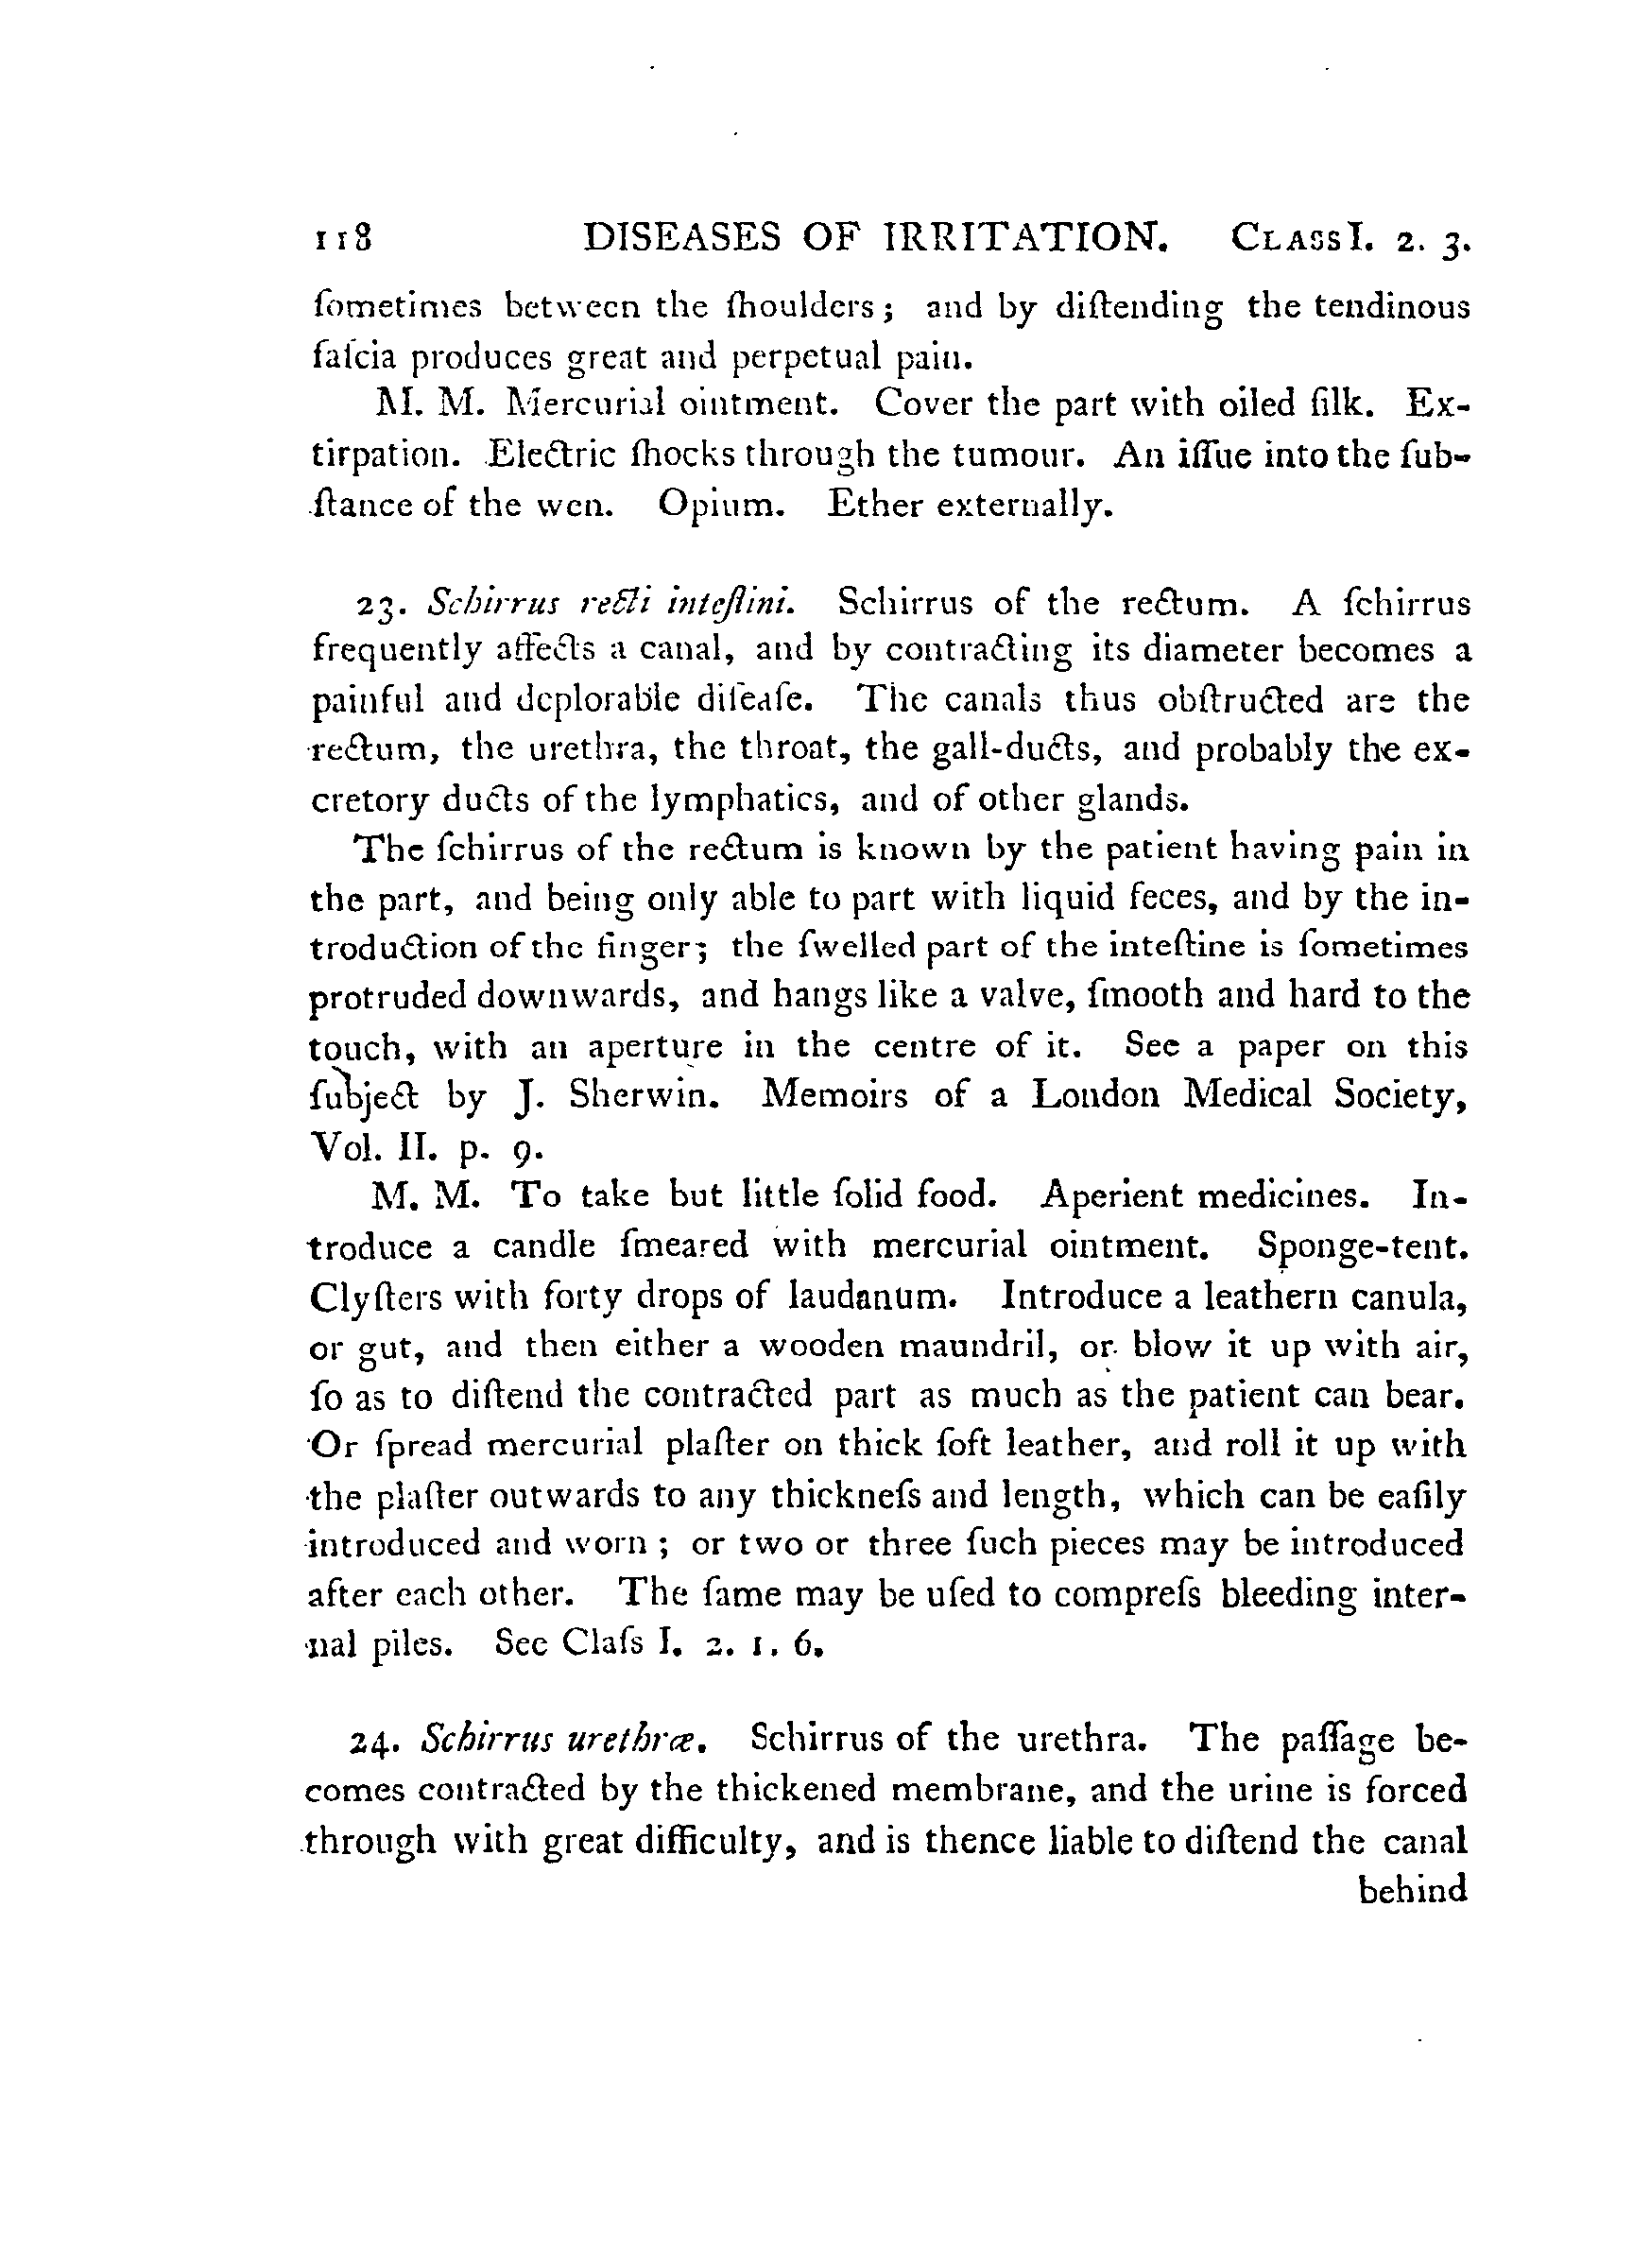 118 DISEASES OF IRRITATION. CLASS I. 2. 3.
ſometimes between the ſhoulders; and by diſtending the tendinous
faſcia produces great and perpetual pain.
M. M. Mercurial ointment. Cover the part with oiled ſilk. Ex-
tirpation. Electric ſhocks through the tumour. An iſſue into the ſub-
ſtance of the wen. Opium. Ether externally.
23. Schirrus recti inteſtini. Schirrus of the rectum. A ſchirrus
frequently affects a canal, and by contracting its diameter becomes a
painful and deplorable diſeaſe. The canals thus obſtructed are the
rectum, the urethra, the throat, the gall-ducts, and probably the ex-
cretory ducts of the lymphatics, and of other glands.
The ſchirrus of the rectum is known by the patient having pain in
the part, and being only able to part with liquid feces, and by the in-
troduction of the finger; the ſwelled part of the inteſtine is ſometimes
protruded downwards, and hangs like a valve, ſmooth and hard to the
touch, with an aperture in the centre of it. See a paper on this
ſubject by J. Sherwin. Memoirs of a London Medical Society,
Vol. II. p. 9.
M. M. To take but little ſolid food. Aperient medicines. In-
troduce a candle ſmeared with mercurial ointment. Sponge-tent.
Clyſters with forty drops of laudanum. Introduce a leathern canula,
or gut, and then either a wooden maundril, or blow it up with air,
ſo as to diſtend the contracted part as much as the patient can bear.
Or ſpread mercurial plaſter on thick ſoft leather, and roll it up with
the plaſter outwards to any thickneſs and length, which can be eaſily
introduced and worn; or two or three ſuch pieces may be introduced
after each other. The ſame may be uſed to compreſs bleeding inter-
nal piles. See Claſs I. 2. 1. 6.
24. Schirrus urethræ. Schirrus of the urethra. The paſſage be-
comes contracted by the thickened membrane, and the urine is forced
through with great difficulty, and is thence liable to diſtend the canal
behind